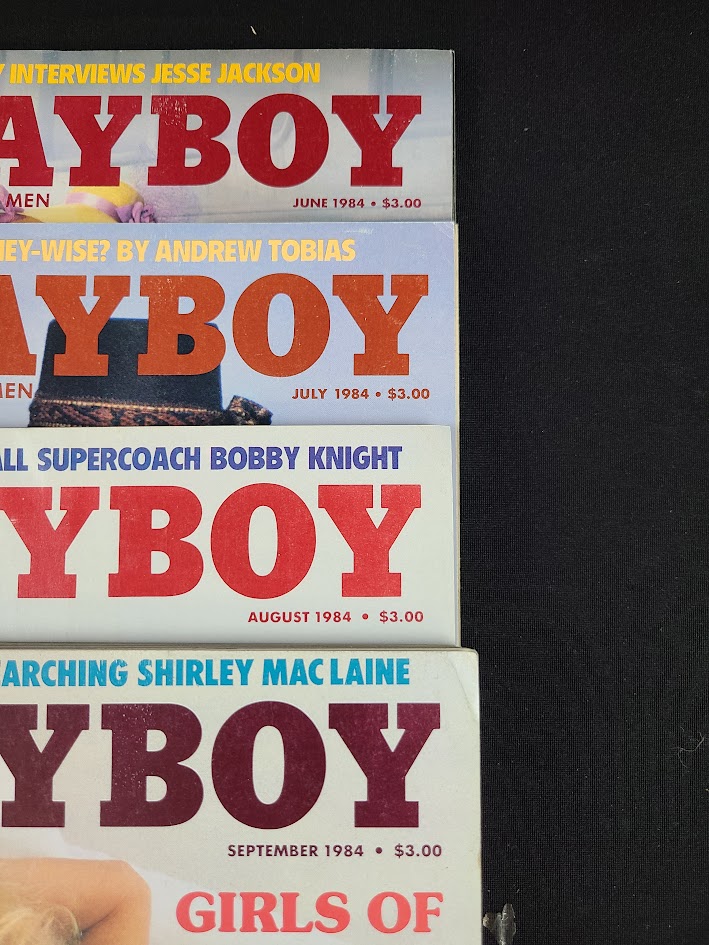 Y INTERVIEWS JESSE JACKSON
AYBOY
MEN
JUNE 1984 • $3.00
NEY-WISE? BY ANDREW TOBIAS
AYBOY
MEN
JULY 1984 • $3.00
ALL SUPERCOACH BOBBY KNIGHT
YBOY
AUGUST 1984 • $3.00
EARCHING SHIRLEY MAC LAINE
YBOY
SEPTEMBER 1984 • $3.00
GIRLS OF